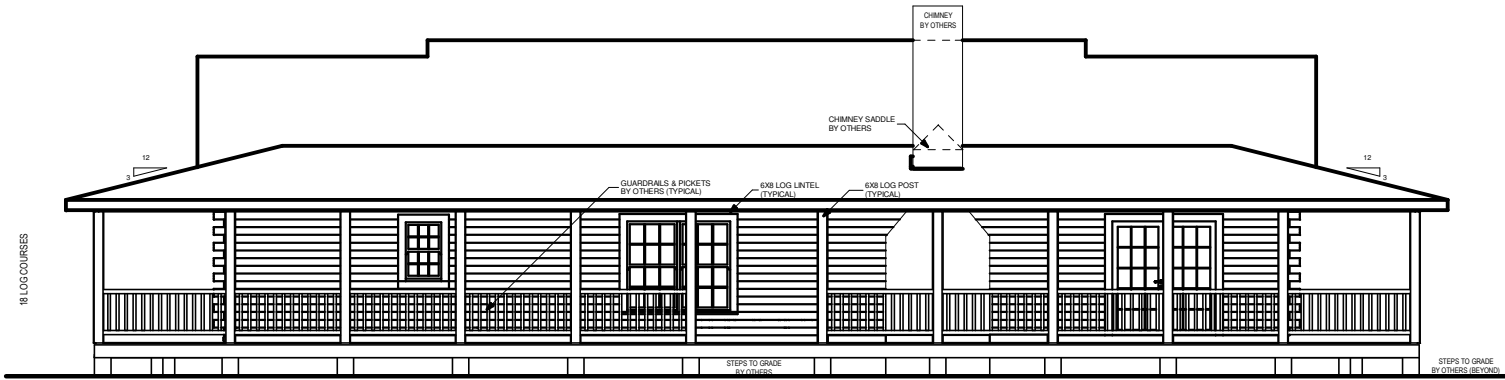 CHIMNEY
BY OTHERS
CHIMNEY SADDLE
BY OTHERS
12
3
12
3
GUARDRAILS & PICKETS
BY OTHERS (TYPICAL)
6X8 LOG LINTEL
(TYPICAL)
6X8 LOG POST
(TYPICAL)
18 LOG COURSES
STEPS TO GRADE
BY OTHERS
STEPS TO GRADE
BY OTHERS (BEYOND)